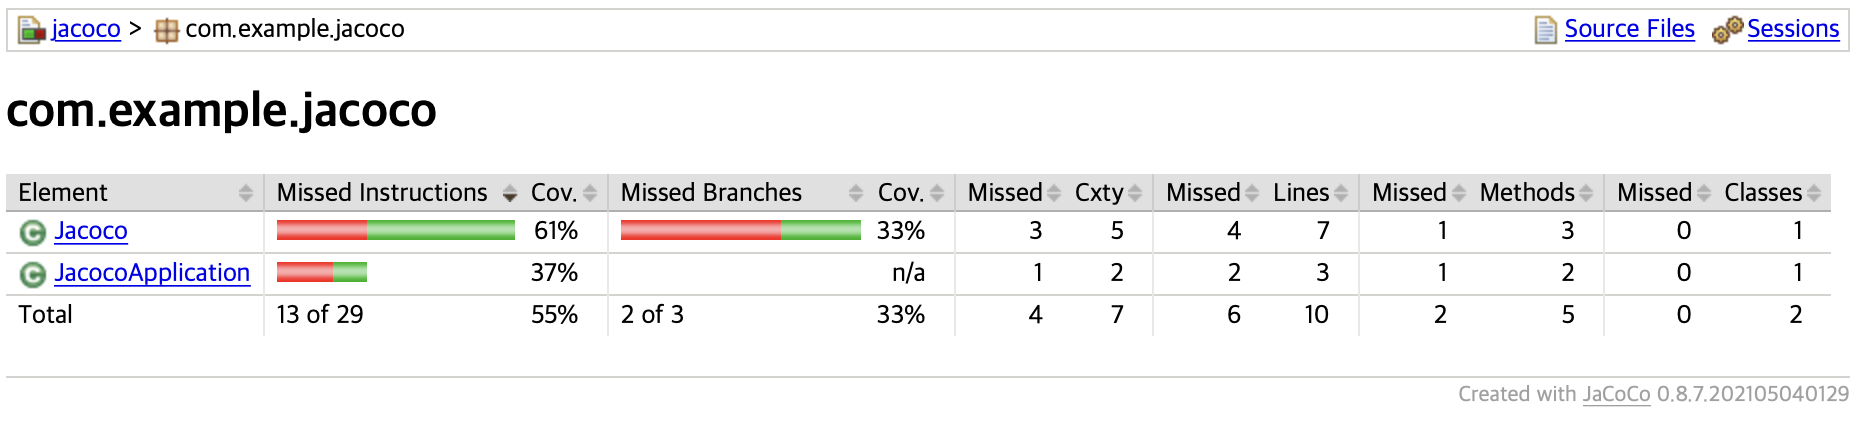 jacoco > com.example.jacoco Source Files Sessions
com.example.jacoco
Element Missed Instructions Cov. Missed Branches Cov. Missed Cxty Missed Lines Missed Methods Missed Classes
C Jacoco 61% 33% 3 5 4 7 1 3 0 1
C JacocoApplication 37% n/a 1 2 2 3 1 2 0 1
Total 13 of 29 55% 2 of 3 33% 4 7 6 10 2 5 0 2
Created with JaCoCo 0.8.7.202105040129